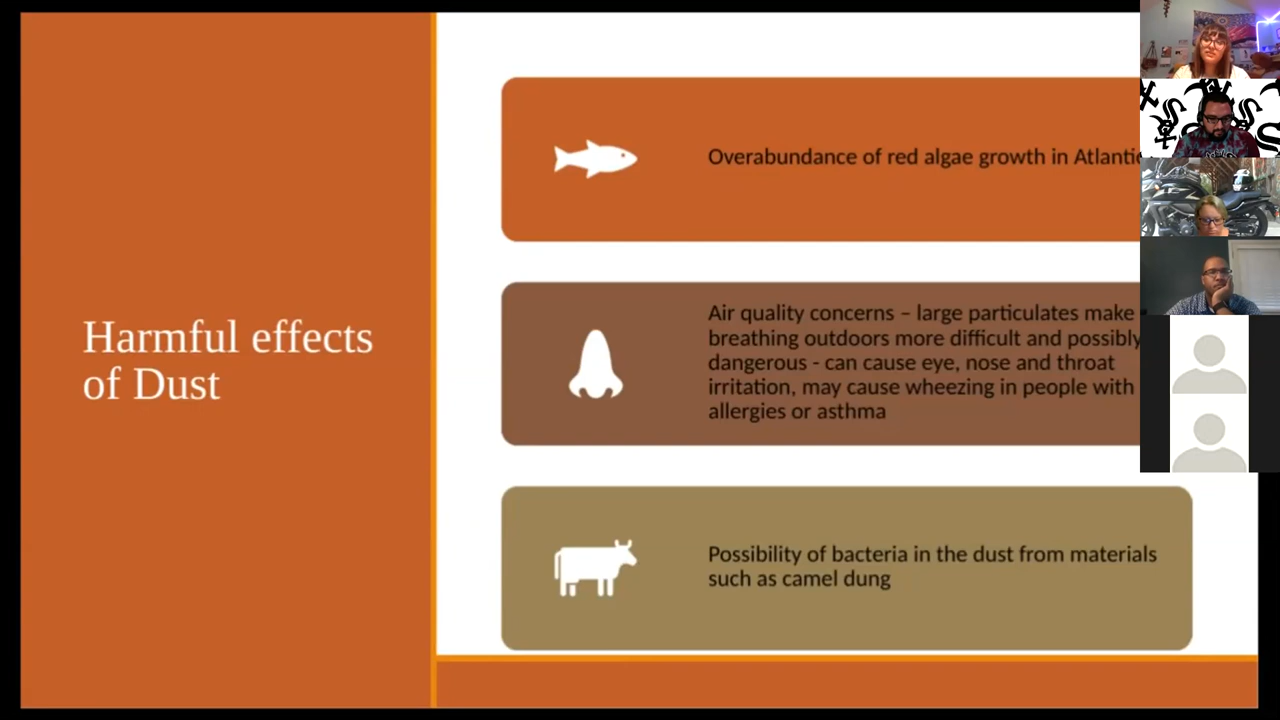 Harmful effects
of Dust
Overabundance of red algae growth in Atlantic
Air quality concerns – large particulates make
breathing outdoors more difficult and possibly
dangerous - can cause eye, nose and throat
irritation, may cause wheezing in people with
allergies or asthma
Possibility of bacteria in the dust from materials
such as camel dung